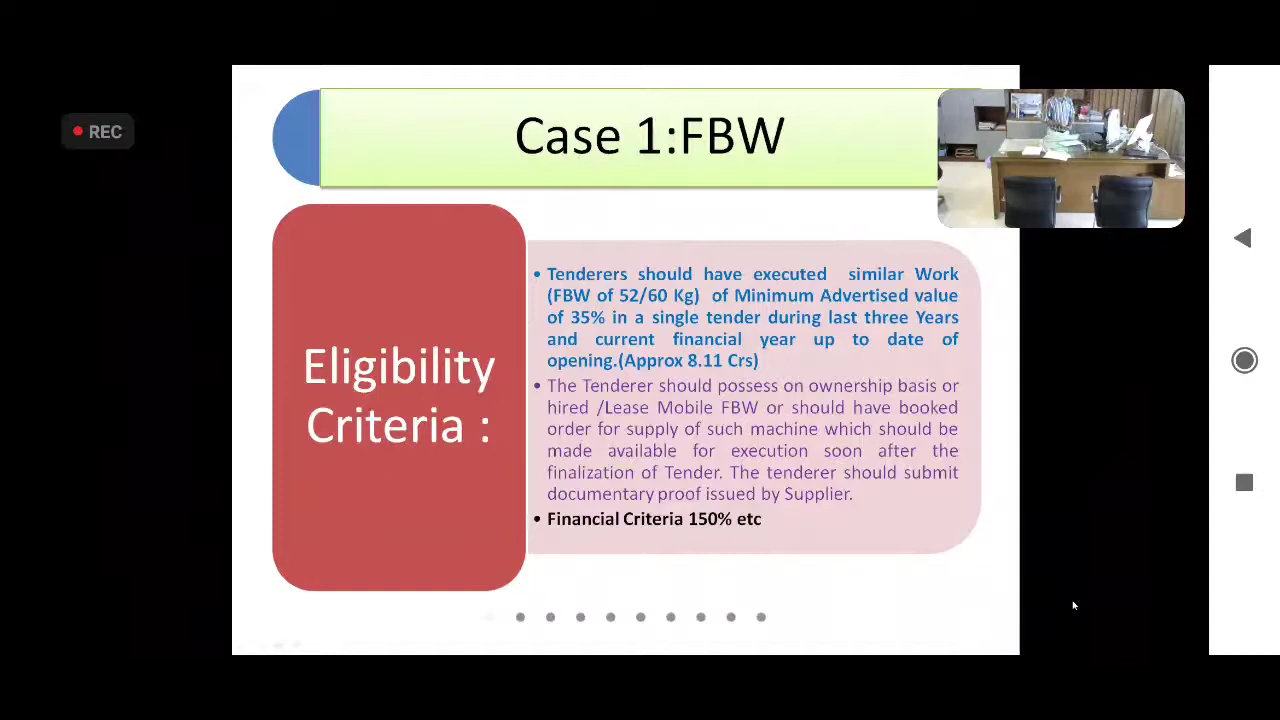 Case 1:FBW
REC
Eligibility
Criteria :
• Tenderers should have executed similar Work
(FBW of 52/60 Kg) of Minimum Advertised value
of 35% in a single tender during last three Years
and current financial year up to date of
opening.(Approx 8.11 Crs)
• The Tenderer should possess on ownership basis or
hired /Lease Mobile FBW or should have booked
order for supply of such machine which should be
made available for execution soon after the
finalization of Tender. The tenderer should submit
documentary proof issued by Supplier.
• Financial Criteria 150% etc